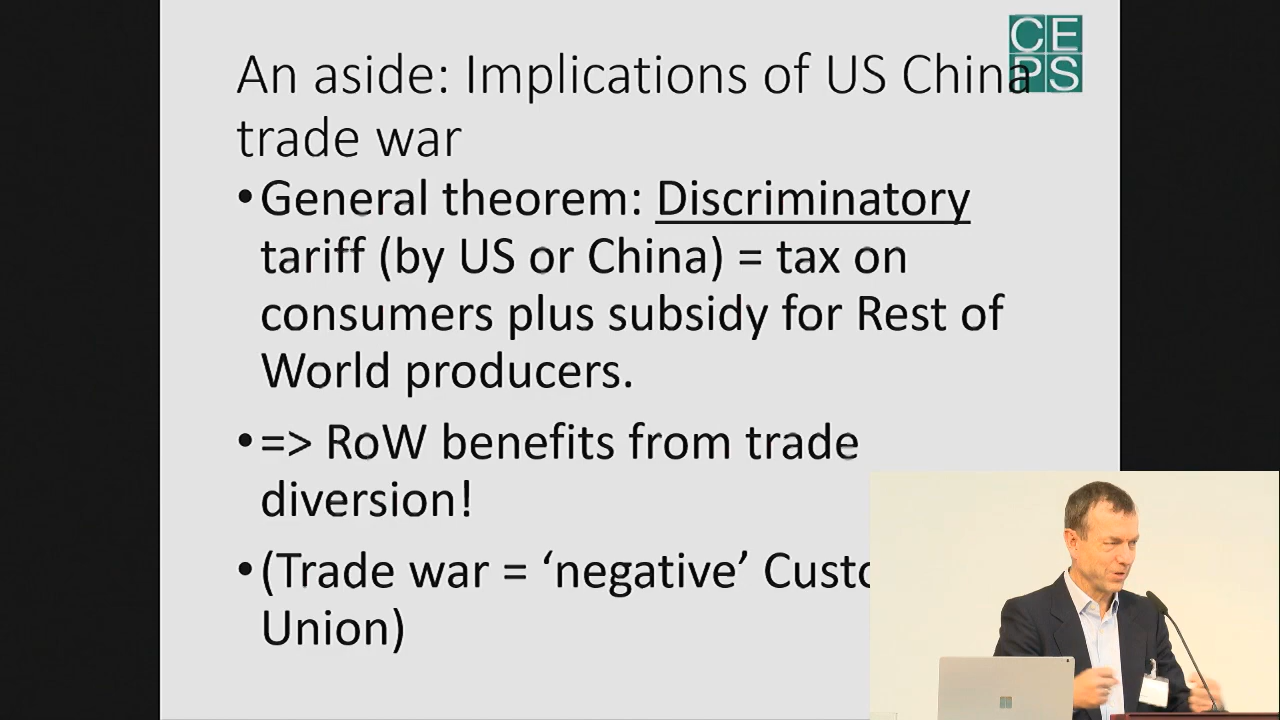 CE
PS
An aside: Implications of US China
trade war
•General theorem: Discriminatory
tariff (by US or China) = tax on
consumers plus subsidy for Rest of
World producers.
•=> RoW benefits from trade
diversion!
•(Trade war = ‘negative’
Union)